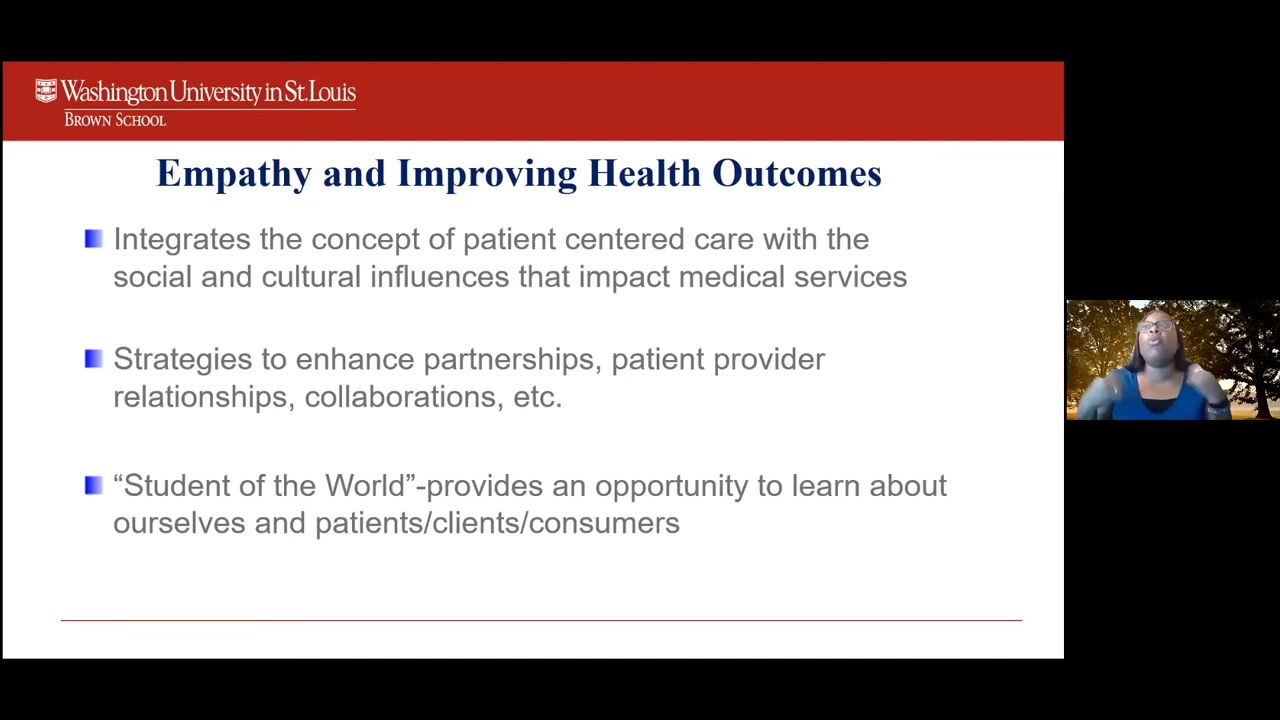 Washington University in St. Louis
BROWN SCHOOL
Empathy and Improving Health Outcomes
Integrates the concept of patient centered care with the
social and cultural influences that impact medical services
Strategies to enhance partnerships, patient provider
relationships, collaborations, etc.
“Student of the World”-provides an opportunity to learn about
ourselves and patients/clients/consumers